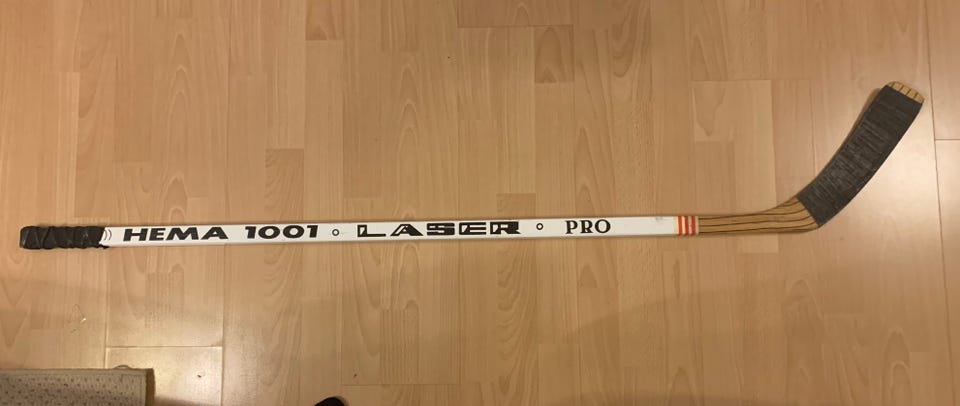 HEMA 1001 ∘ LASER ∘ PRO